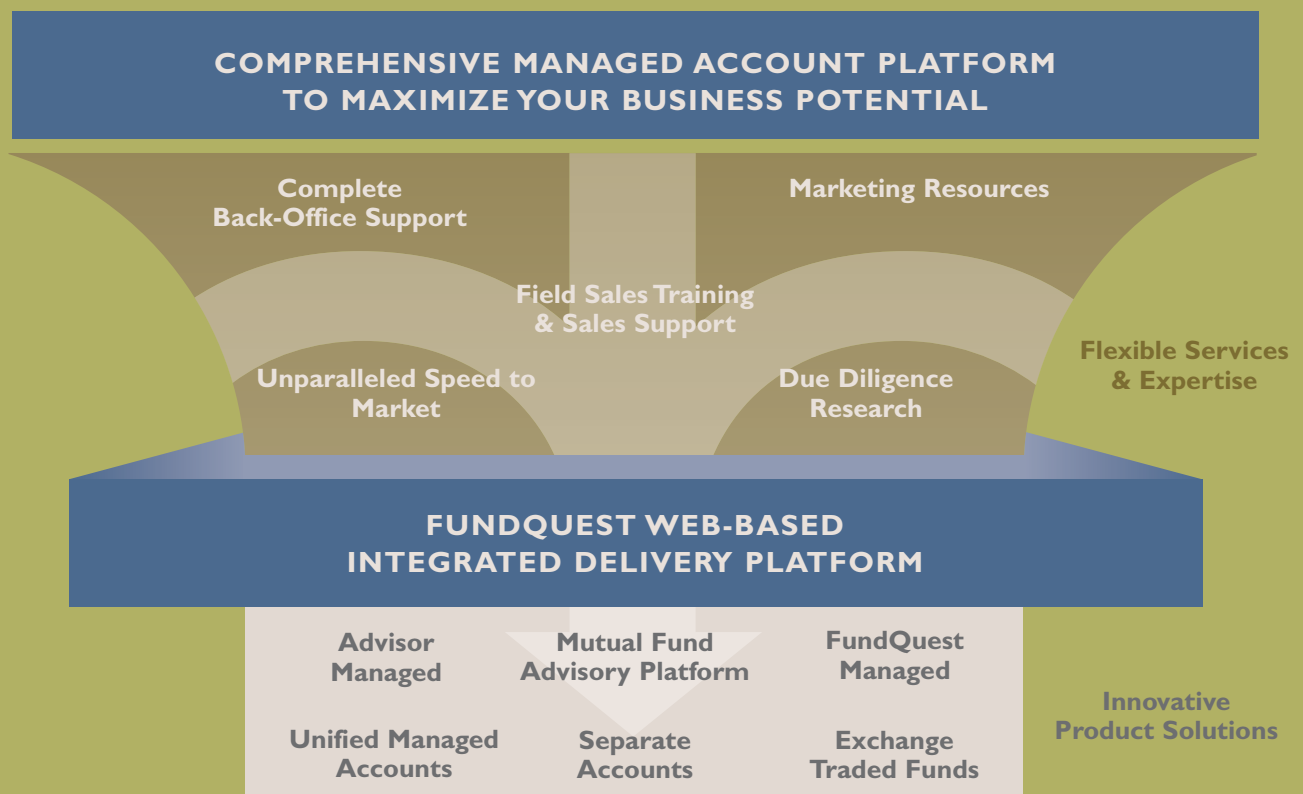 COMPREHENSIVE MANAGED ACCOUNT PLATFORM
TO MAXIMIZE YOUR BUSINESS POTENTIAL
Complete
Back-Office Support
Marketing Resources
Field Sales Training
& Sales Support
Flexible Services
& Expertise
Unparalleled Speed to
Market
Due Diligence
Research
FUNDQUEST WEB-BASED
INTEGRATED DELIVERY PLATFORM
Advisor
Managed
Mutual Fund
Advisory Platform
FundQuest
Managed
Innovative
Product Solutions
Unified Managed
Accounts
Separate
Accounts
Exchange
Traded Funds